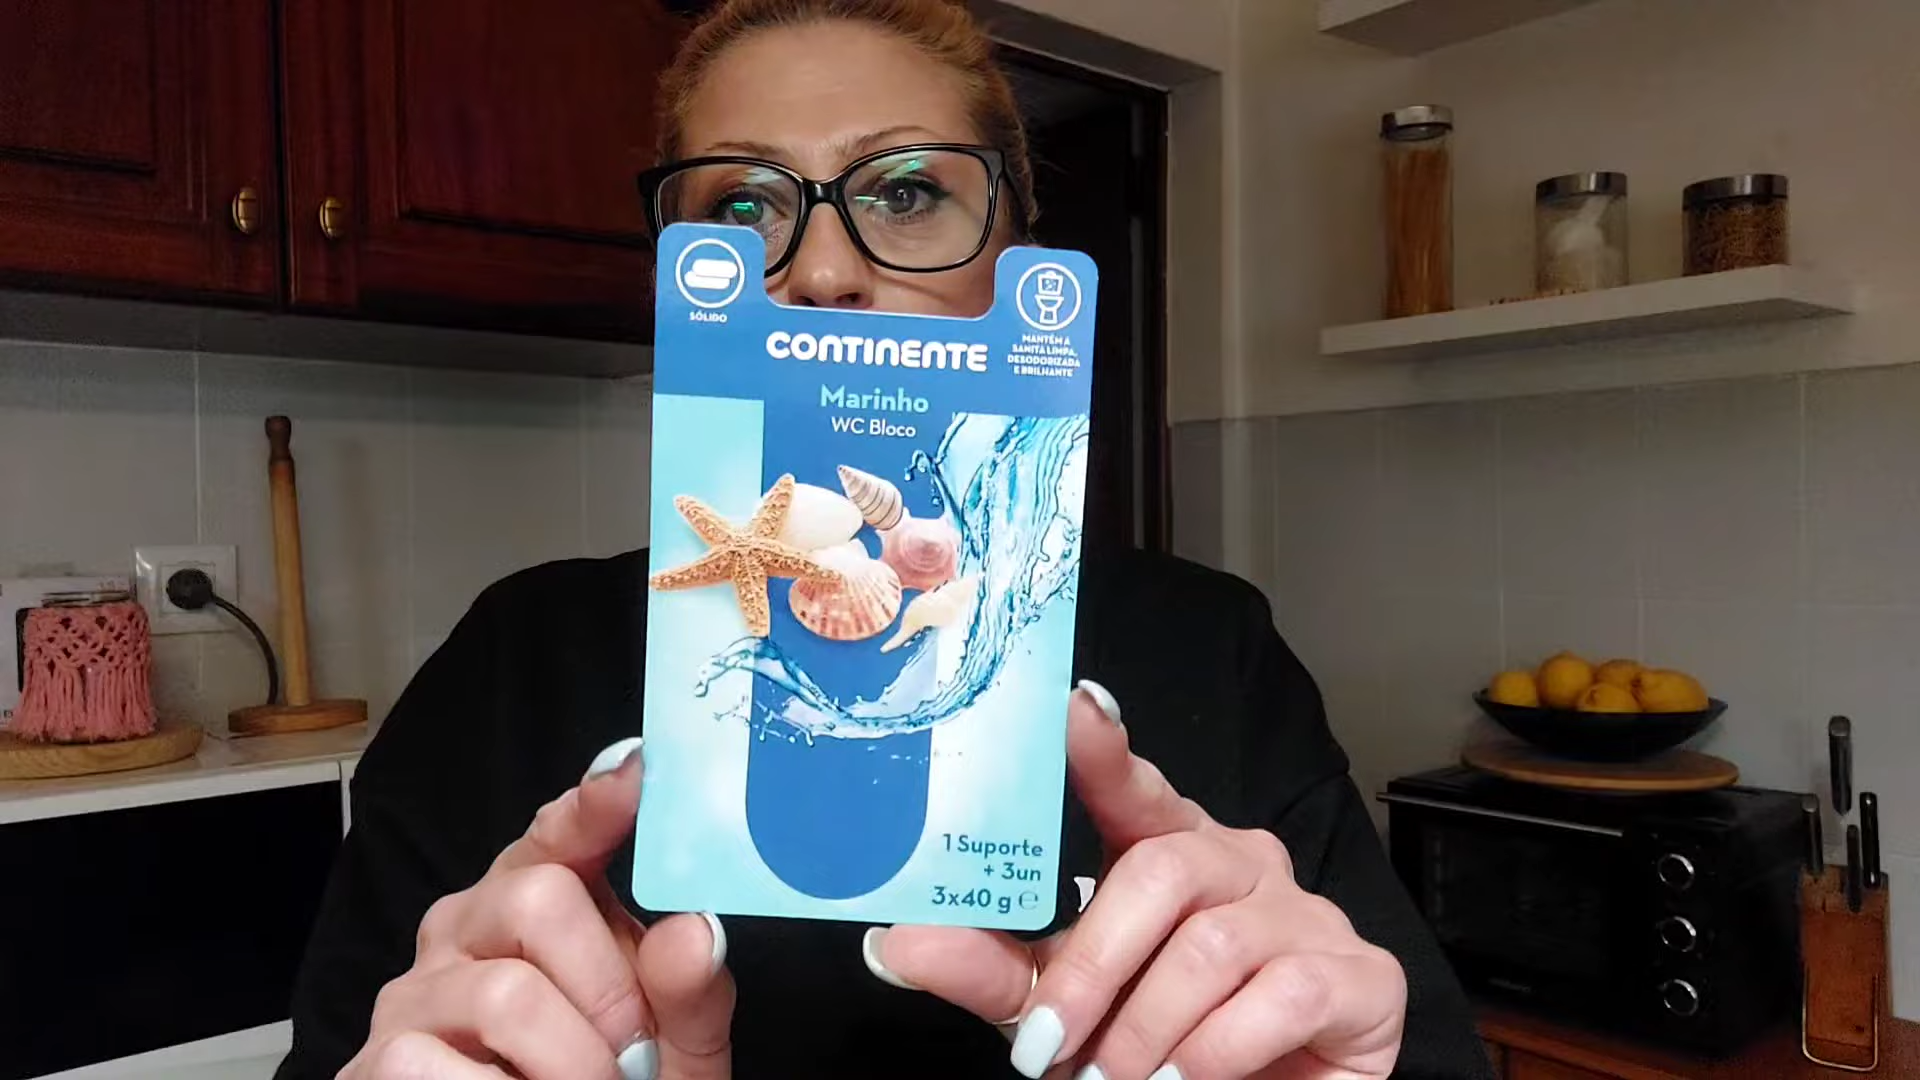 SÓLIDO
CONTINENTE
MANTÉM A
SANITA LIMPA,
DESODORIZADA
E BRILHANTE
Marinho
WC Bloco
1 Suporte
+ 3un
3x40 g ℮